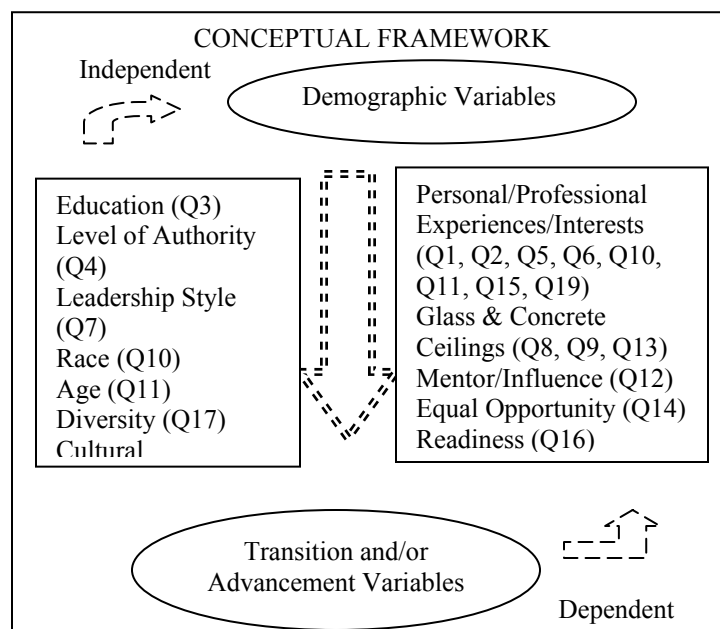 CONCEPTUAL FRAMEWORK
Independent
Demographic Variables
Education (Q3)
Level of Authority
(Q4)
Leadership Style
(Q7)
Race (Q10)
Age (Q11)
Diversity (Q17)
Cultural
Personal/Professional
Experiences/Interests
(Q1, Q2, Q5, Q6, Q10,
Q11, Q15, Q19)
Glass & Concrete
Ceilings (Q8, Q9, Q13)
Mentor/Influence (Q12)
Equal Opportunity (Q14)
Readiness (Q16)
Transition and/or
Advancement Variables
Dependent